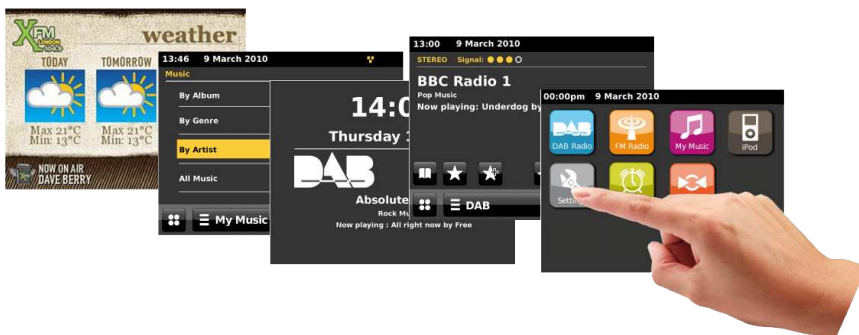 XFM
LONDON
104.9
weather
TODAY
TOMORROW
Max 21°C
Min: 13°C
Max 21°C
Min: 13°C
NOW ON AIR
DAVE BERRY
13:46 9 March 2010
Music
By Album
By Genre
By Artist
All Music
My Music
14:0
Thursday
DAB
Absolute
Rock Mu
Now playing : All right now by Free
13:00 9 March 2010
STEREO Signal:
BBC Radio 1
Pop Music
Now playing: Underdog by
DAB
00:00pm 9 March 2010
DAB
DAB Radio
FM Radio
My Music
iPod
Setting